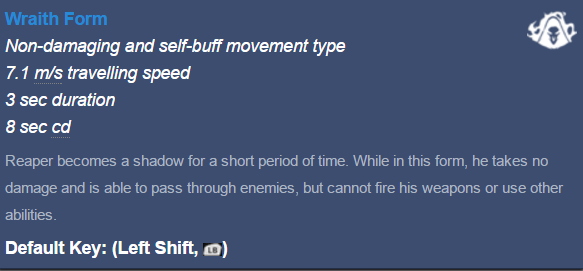 Wraith Form
Non-damaging and self-buff movement type
7.1 m/s travelling speed
3 sec duration
8 sec cd
Reaper becomes a shadow for a short period of time. While in this form, he takes no
damage and is able to pass through enemies, but cannot fire his weapons or use other
abilities.
Default Key: (Left Shift, LB)